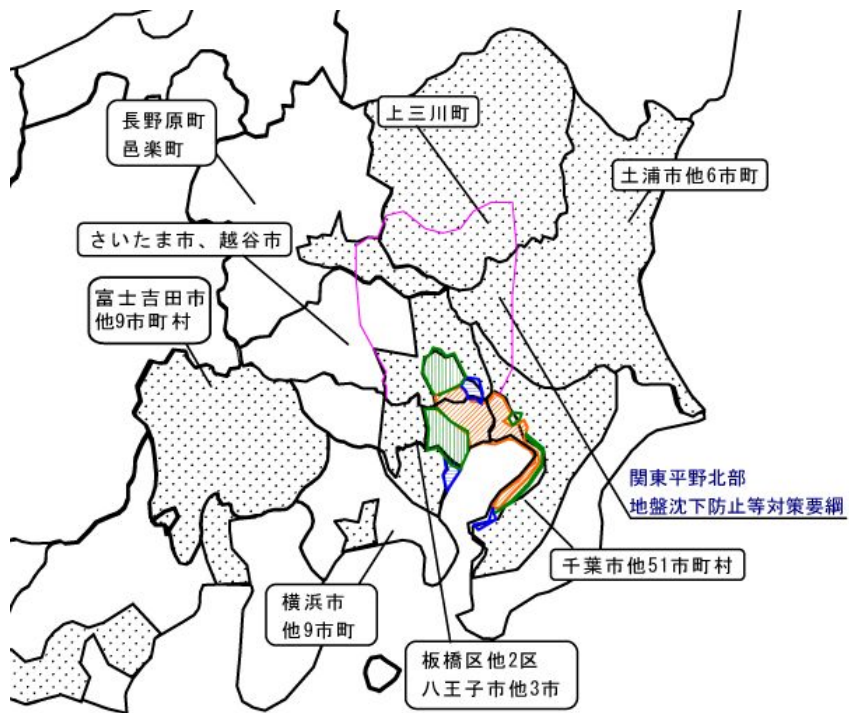 長野原町
邑楽町
上三川町
土浦市他6市町
さいたま市、越谷市
富士吉田市
他9市町村
関東平野北部
地盤沈下防止等対策要綱
千葉市他51市町村
横浜市
他9市町
板橋区他2区
八王子市他3市